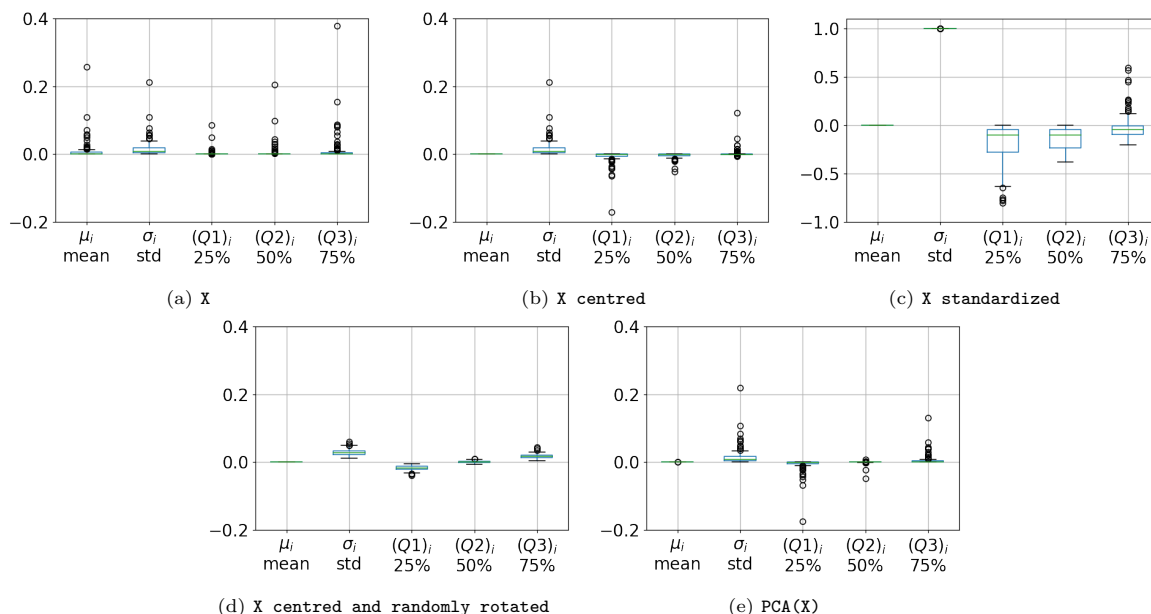 0.4
0.2
0.0
−0.2
μi σi (Q1)i (Q2)i (Q3)i
mean std 25% 50% 75%
(a) X
0.4
0.2
0.0
−0.2
μi σi (Q1)i (Q2)i (Q3)i
mean std 25% 50% 75%
(b) X centred
1.0
0.5
0.0
−0.5
−1.0
μi σi (Q1)i (Q2)i (Q3)i
mean std 25% 50% 75%
(c) X standardized
0.4
0.2
0.0
−0.2
μi σi (Q1)i (Q2)i (Q3)i
mean std 25% 50% 75%
(d) X centred and randomly rotated
0.4
0.2
0.0
−0.2
μi σi (Q1)i (Q2)i (Q3)i
mean std 25% 50% 75%
(e) PCA(X)